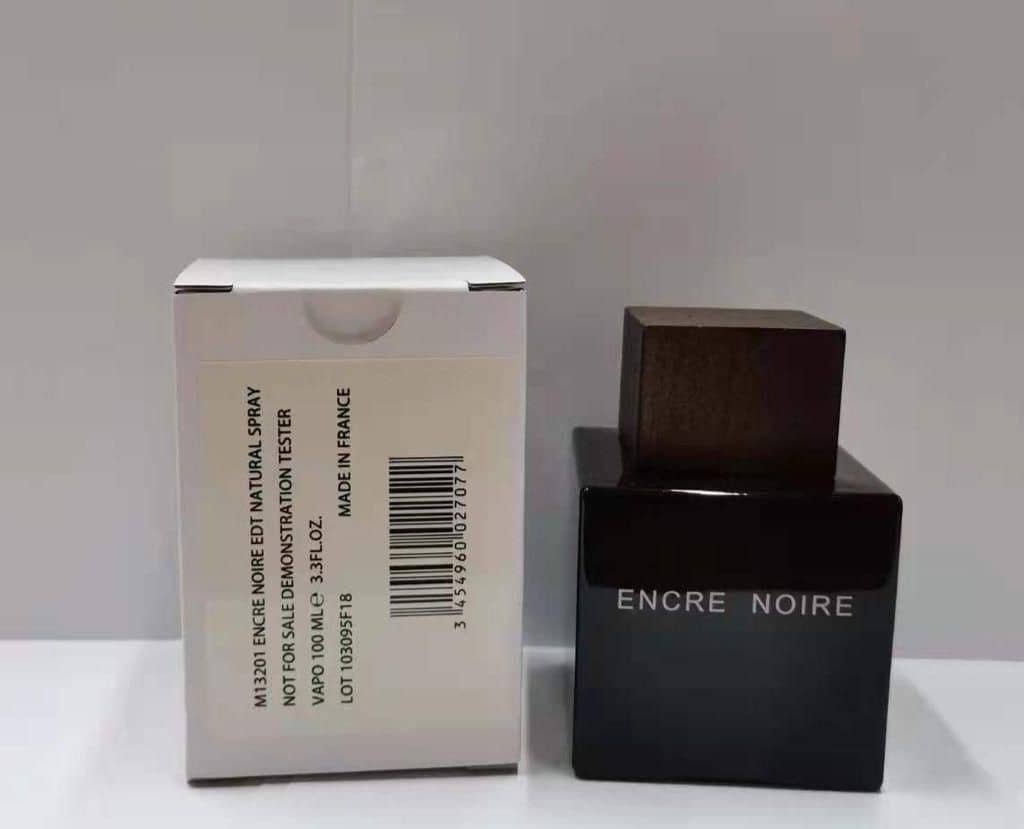 M13201 ENCRE NOIRE EDT NATURAL SPRAY
NOT FOR SALE DEMONSTRATION TESTER
VAPO 100 ML℮ 3.3FL.OZ.
LOT 103095F18 MADE IN FRANCE
3 454960 027077
ENCRE NOIRE